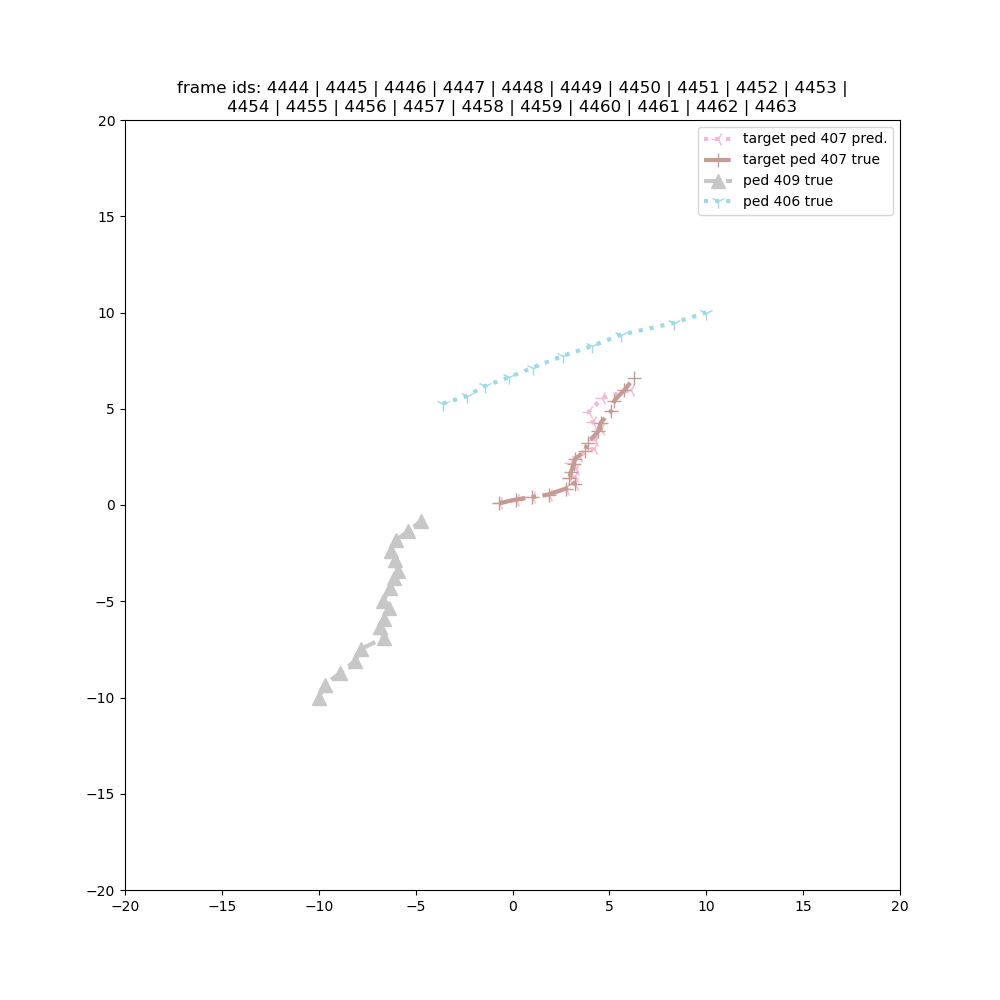 frame ids: 4444 | 4445 | 4446 | 4447 | 4448 | 4449 | 4450 | 4451 | 4452 | 4453 |
4454 | 4455 | 4456 | 4457 | 4458 | 4459 | 4460 | 4461 | 4462 | 4463
target ped 407 pred.
target ped 407 true
ped 409 true
ped 406 true
20
15
10
5
0
−5
−10
−15
−20
−20 −15 −10 −5 0 5 10 15 20